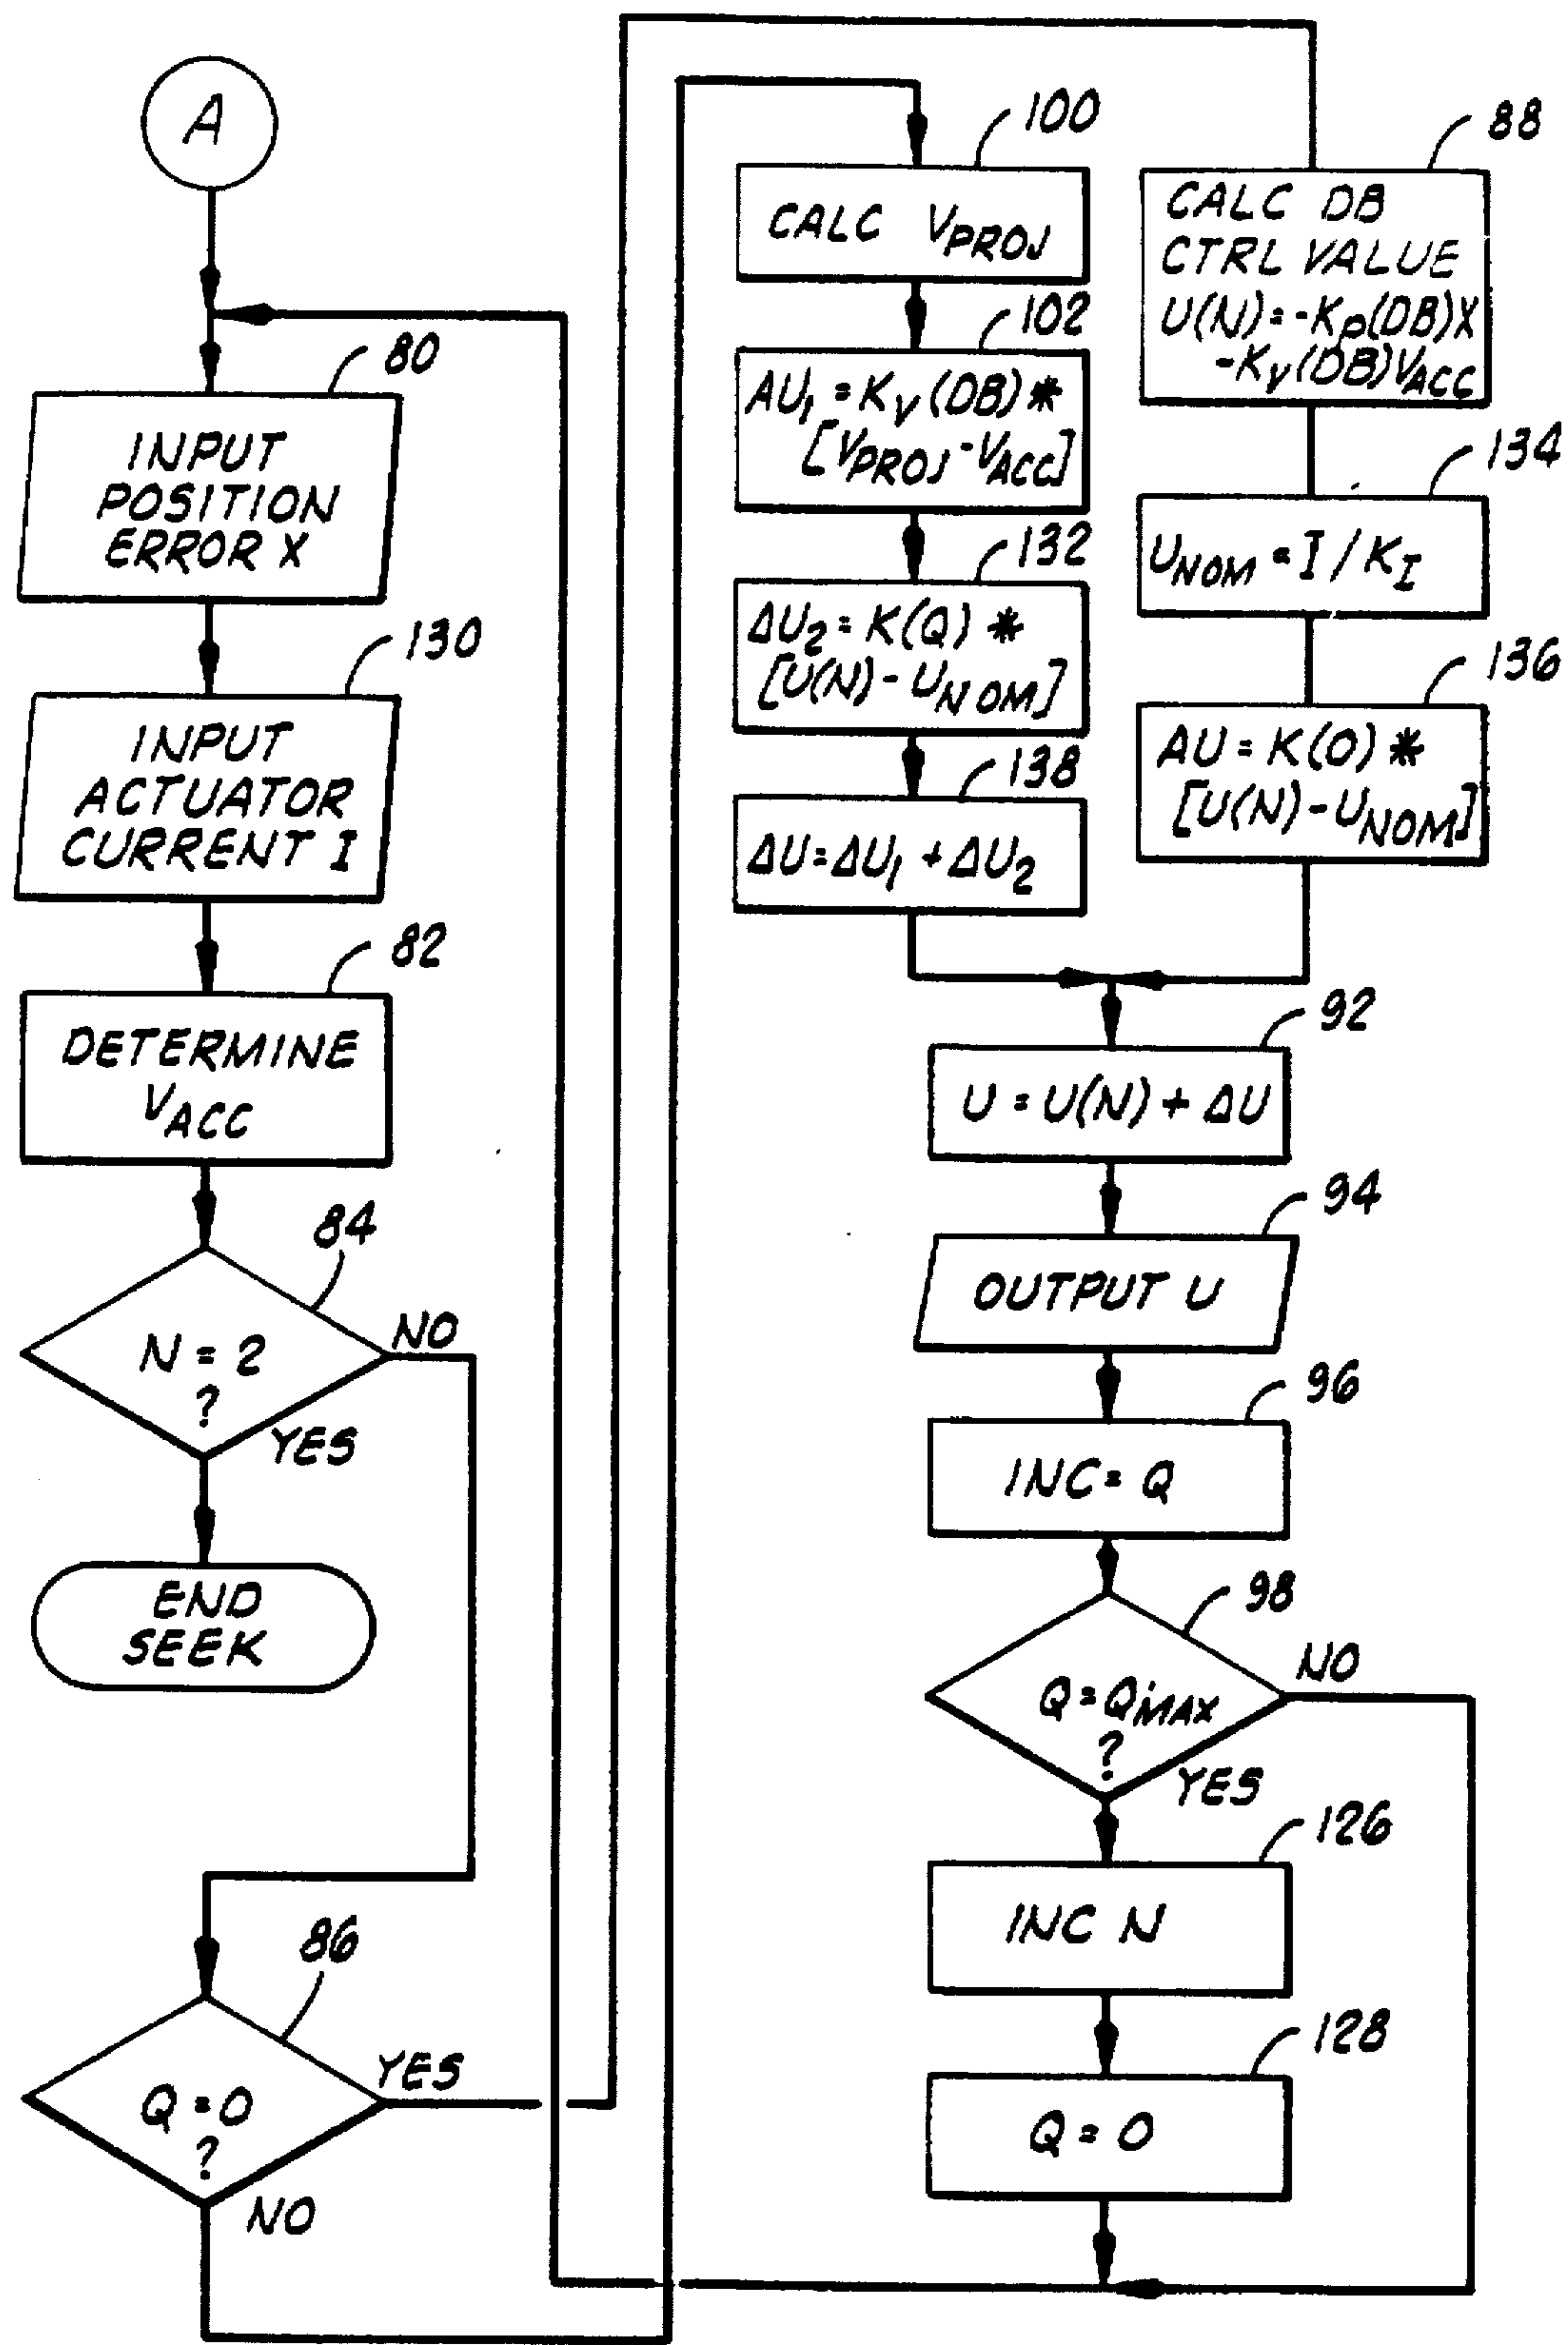 A
80
INPUT
POSITION
ERROR X
130
INPUT
ACTUATOR
CURRENT I
82
DETERMINE
VACC
84
N = 2
?
NO
YES
END
SEEK
86
Q = 0
?
YES
NO
100
CALC VPROJ
102
AU1 = KV (DB) *
[VPROJ - VACC]
132
ΔU2 = K(Q) *
[U(N) - UNOM]
138
ΔU = ΔU1 + ΔU2
88
CALC DB
CTRL VALUE
U(N) = -KP(DB)X
-KV(DB)VACC
134
UNOM = I / KI
136
AU = K(0) *
[U(N) - UNOM]
92
U = U(N) + ΔU
94
OUTPUT U
96
INC = Q
98
Q = QMAX
?
NO
YES
126
INC N
128
Q = 0